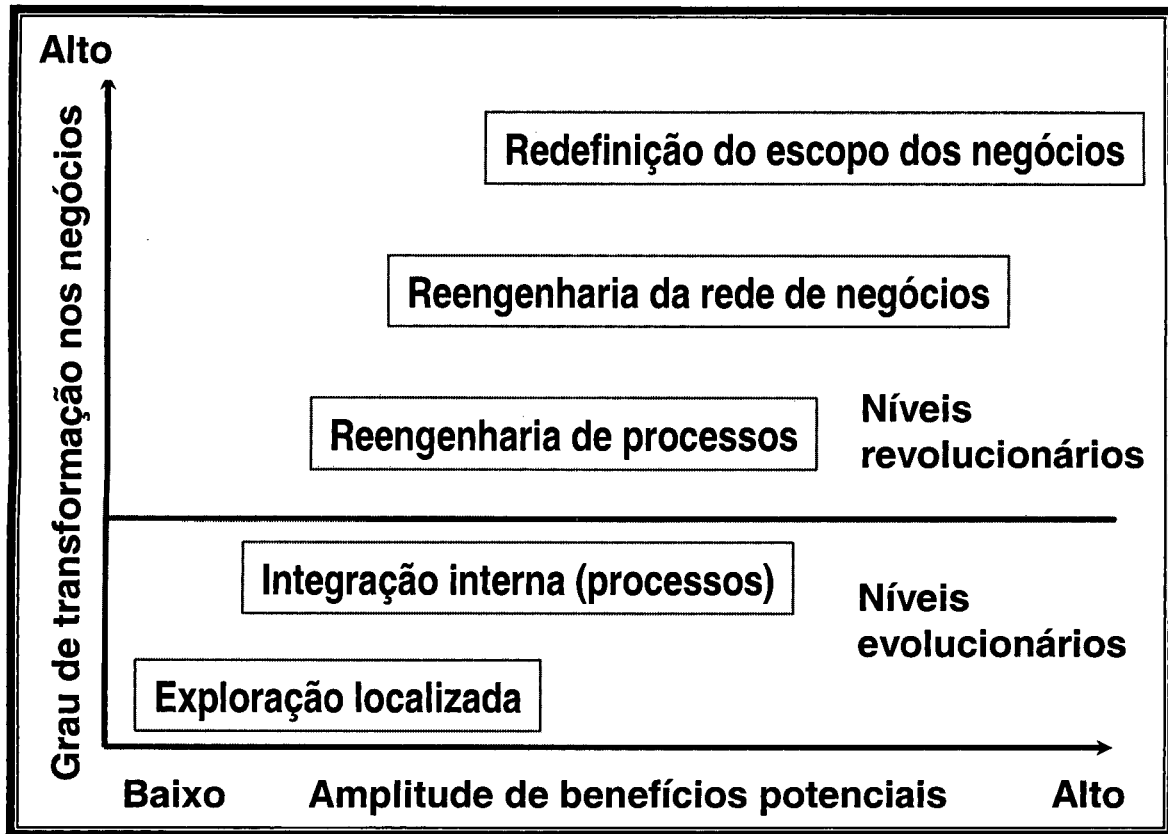 Alto
Grau de transformação nos negócios
Redefinição do escopo dos negócios
Reengenharia da rede de negócios
Reengenharia de processos
Níveis
revolucionários
Integração interna (processos)
Níveis
evolucionários
Exploração localizada
Baixo
Amplitude de benefícios potenciais
Alto